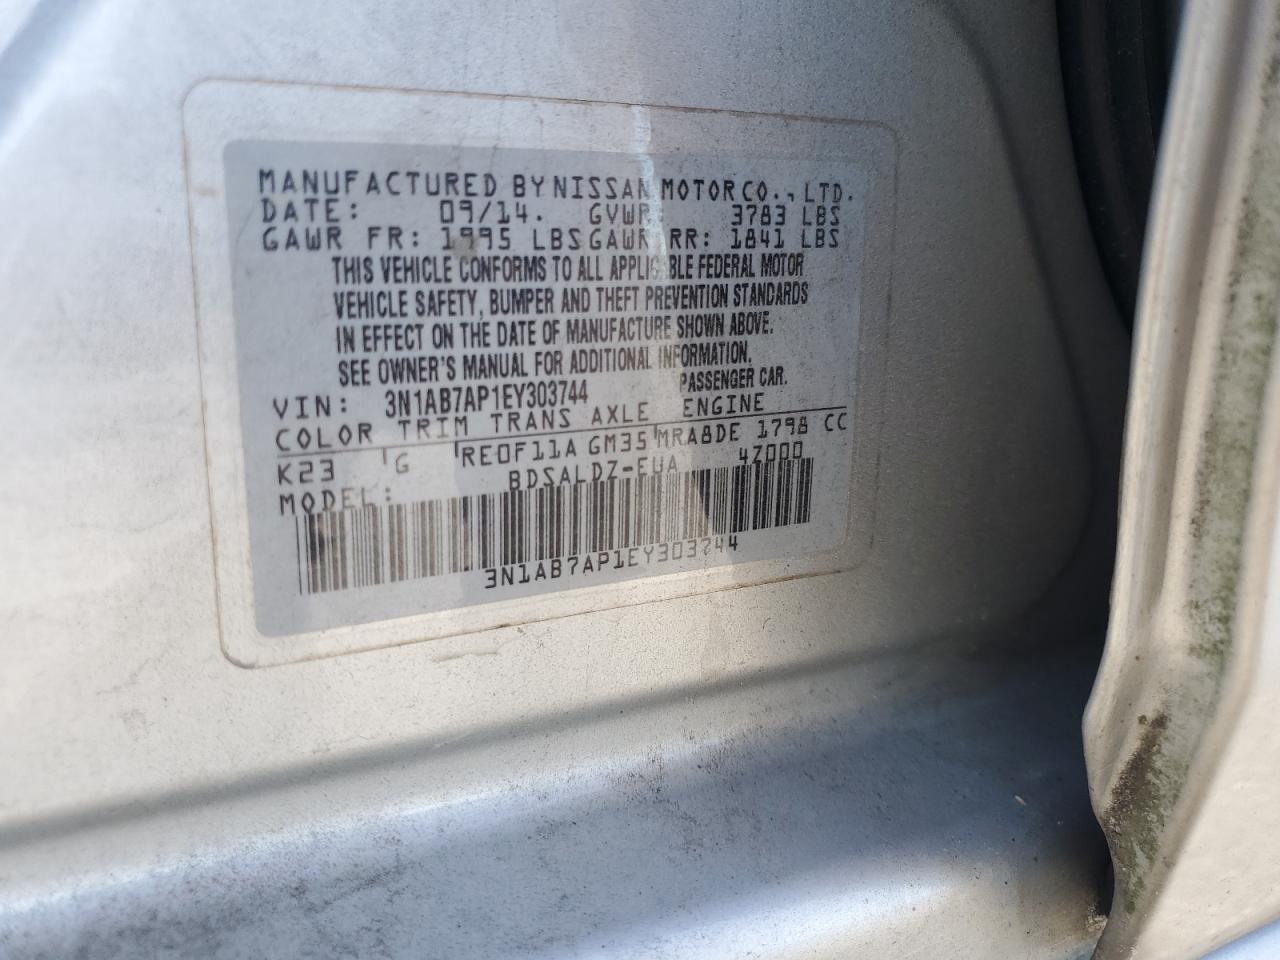 MANUFACTURED BY NISSAN MOTOR CO., LTD.
DATE: 09/14. GVWR: 3783 LBS
GAWR FR: 1995 LBS GAWR RR: 1841 LBS
THIS VEHICLE CONFORMS TO ALL APPLICABLE FEDERAL MOTOR
VEHICLE SAFETY, BUMPER AND THEFT PREVENTION STANDARDS
IN EFFECT ON THE DATE OF MANUFACTURE SHOWN ABOVE.
SEE OWNER'S MANUAL FOR ADDITIONAL INFORMATION.
VIN: 3N1AB7AP1EY303744 PASSENGER CAR.
COLOR TRIM TRANS AXLE ENGINE
K23 G RE0F11A GM35 MRA8DE 1798 CC
MODEL: BDSALDZ-EUA 4Z000
3N1AB7AP1EY303744